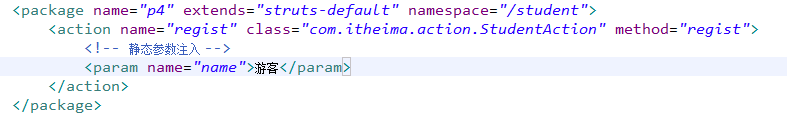 <package name="p4" extends="struts-default" namespace="/student">
<action name="regist" class="com.itheima.action.StudentAction" method="regist">
<!-- 静态参数注入 -->
<param name="name">游客</param>
</action>
</package>